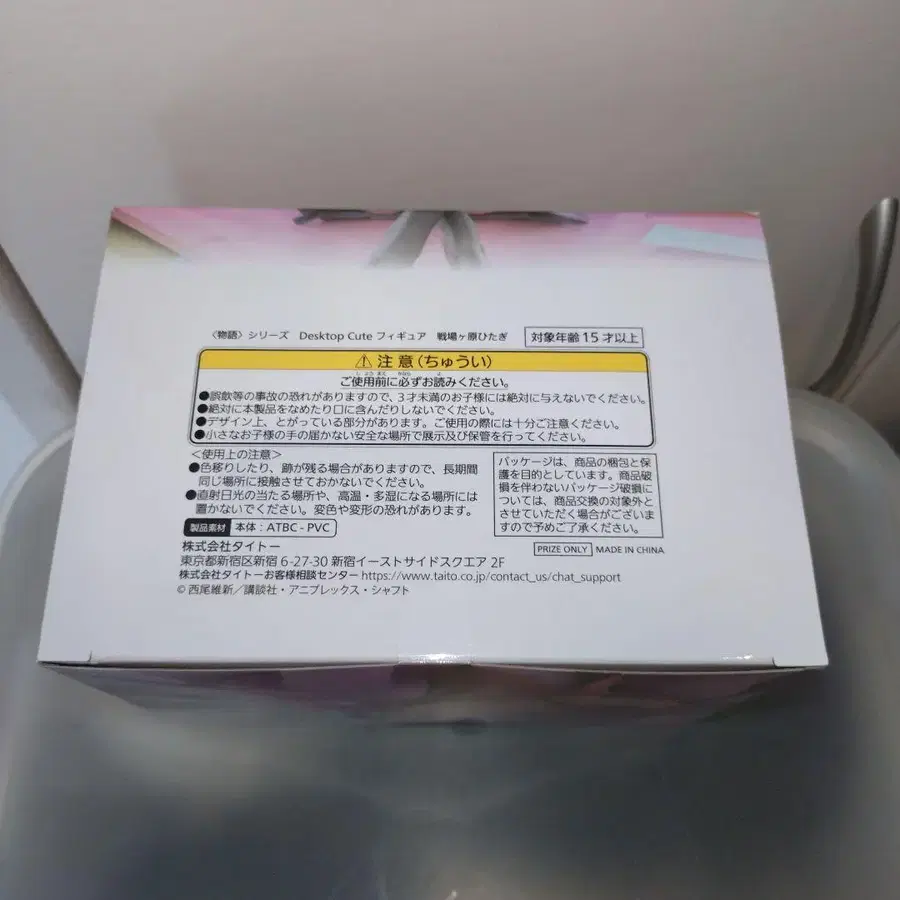 〈物語〉シリーズ Desktop Cute フィギュア 戦場ヶ原ひたぎ 対象年齢15才以上
⚠注意(ちゅうい)
ご使用前に必ずお読みください。
●誤飲等の事故の恐れがありますので、3才未満のお子様には絶対に与えないでください。
●絶対に本製品をなめたり口に含んだりしないでください。
●デザイン上、とがっている部分があります。ご使用の際には十分ご注意ください。
●小さなお子様の手の届かない安全な場所で展示及び保管を行ってください。
<使用上の注意>
●色移りしたり、跡が残る場合がありますので、長期間
同じ場所に接触させておかないでください。
●直射日光の当たる場所や、高温・多湿になる場所には
置かないでください。変色や変形の恐れがあります。
パッケージは、商品の梱包と保
護を目的としています。商品破
損を伴わないパッケージ破損に
ついては、商品交換の対象外と
させていただく場合がございま
すので予めご了承ください。
製品素材 本体:ATBC-PVC
PRIZE ONLY MADE IN CHINA
株式会社タイトー
東京都新宿区新宿 6-27-30 新宿イーストサイドスクエア 2F
株式会社タイトーお客様相談センター https://www.taito.co.jp/contact_us/chat_support
© 西尾維新/講談社・アニプレックス・シャフト